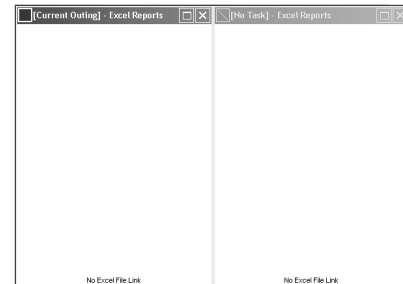 [Current Outing] - Excel Reports
[No Task] - Excel Reports
No Excel File Link
No Excel File Link